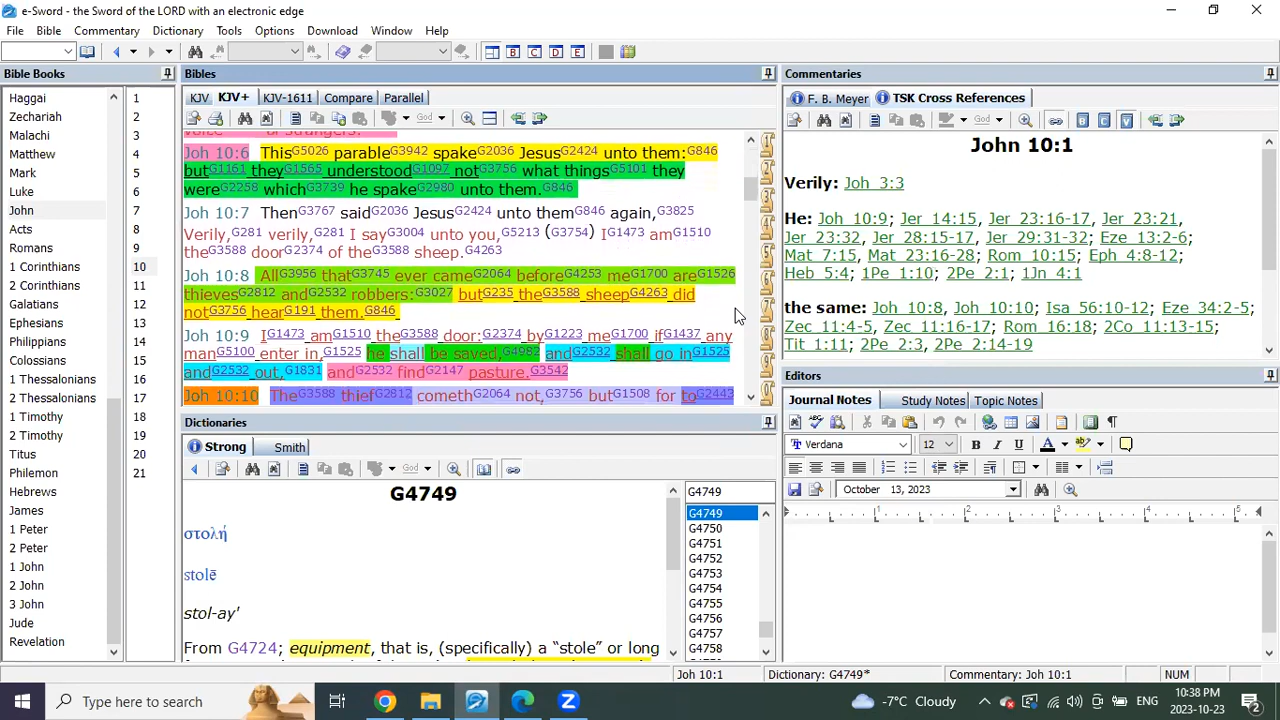 e-Sword - the Sword of the LORD with an electronic edge
File Bible Commentary Dictionary Tools Options Download Window Help
B C D E
Bible Books
Haggai
Zechariah
Malachi
Matthew
Mark
Luke
John
Acts
Romans
1 Corinthians
2 Corinthians
Galatians
Ephesians
Philippians
Colossians
1 Thessalonians
2 Thessalonians
1 Timothy
2 Timothy
Titus
Philemon
Hebrews
James
1 Peter
2 Peter
1 John
2 John
3 John
Jude
Revelation
1
2
3
4
5
6
7
8
9
10
11
12
13
14
15
16
17
18
19
20
21
Bibles
KJV KJV+ KJV-1611 Compare Parallel
God
Joh 10:6 ThisG5026 parableG3942 spakeG2036 JesusG2424 unto them:G846
butG1161 theyG1565 understoodG1097 notG3756 what thingsG5101 they
wereG2258 whichG3739 he spakeG2980 unto them.G846
Joh 10:7 ThenG3767 saidG2036 JesusG2424 unto themG846 again,G3825
Verily,G281 verily,G281 I sayG3004 unto you,G5213 (G3754) IG1473 amG1510
theG3588 doorG2374 of theG3588 sheep.G4263
Joh 10:8 AllG3956 thatG3745 ever cameG2064 beforeG4253 meG1700 areG1526
thievesG2812 andG2532 robbers:G3027 butG235 theG3588 sheepG4263 did
notG3756 hearG191 them.G846
Joh 10:9 IG1473 amG1510 theG3588 door:G2374 byG1223 meG1700 ifG1437 any
manG5100 enter in,G1525 he shall be saved,G4982 andG2532 shall go inG1525
andG2532 out,G1831 andG2532 findG2147 pasture.G3542
Joh 10:10 TheG3588 thiefG2812 comethG2064 not,G3756 butG1508 for toG2443
Dictionaries
Strong Smith
God
G4749
στολή
stolē
stol-ay'
From G4724; equipment, that is, (specifically) a “stole” or long
G4749
G4749
G4750
G4751
G4752
G4753
G4754
G4755
G4756
G4757
G4758
Commentaries
F. B. Meyer TSK Cross References
God B C V
John 10:1
Verily: Joh 3:3
He: Joh 10:9; Jer 14:15, Jer 23:16-17, Jer 23:21,
Jer 23:32, Jer 28:15-17, Jer 29:31-32; Eze 13:2-6;
Mat 7:15, Mat 23:16-28; Rom 10:15; Eph 4:8-12;
Heb 5:4; 1Pe 1:10; 2Pe 2:1; 1Jn 4:1
the same: Joh 10:8, Joh 10:10; Isa 56:10-12; Eze 34:2-5;
Zec 11:4-5, Zec 11:16-17; Rom 16:18; 2Co 11:13-15;
Tit 1:11; 2Pe 2:3, 2Pe 2:14-19
Editors
Journal Notes Study Notes Topic Notes
Verdana 12 B I U A
October 13, 2023
1 2 3 4 5
Joh 10:1 Dictionary: G4749* Commentary: Joh 10:1 NUM
Type here to search
-7°C Cloudy ENG 10:38 PM
2023-10-23
2